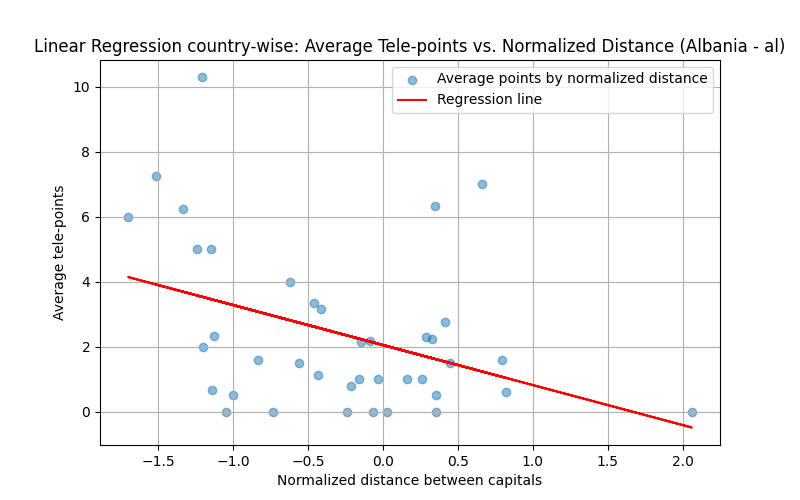 Linear Regression country-wise: Average Tele-points vs. Normalized Distance (Albania - al)
Average points by normalized distance
Regression line
Average tele-points
10
8
6
4
2
0
−1.5 −1.0 −0.5 0.0 0.5 1.0 1.5 2.0
Normalized distance between capitals